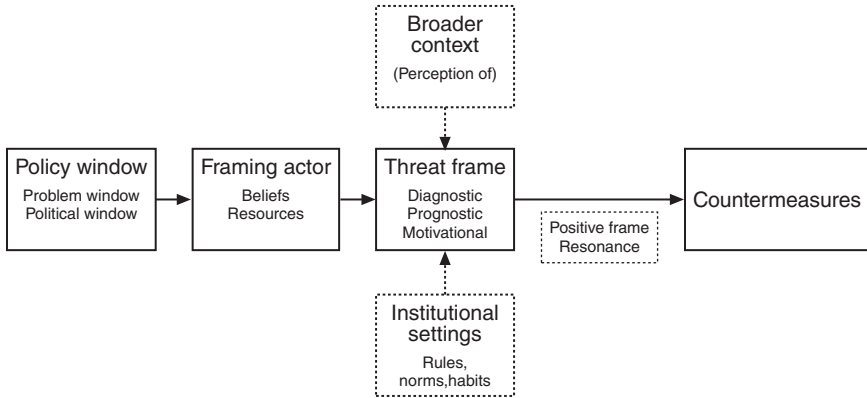 Broader
context
(Perception of)
Policy window
Problem window
Political window
Framing actor
Beliefs
Resources
Threat frame
Diagnostic
Prognostic
Motivational
Positive frame
Resonance
Countermeasures
Institutional
settings
Rules,
norms,habits